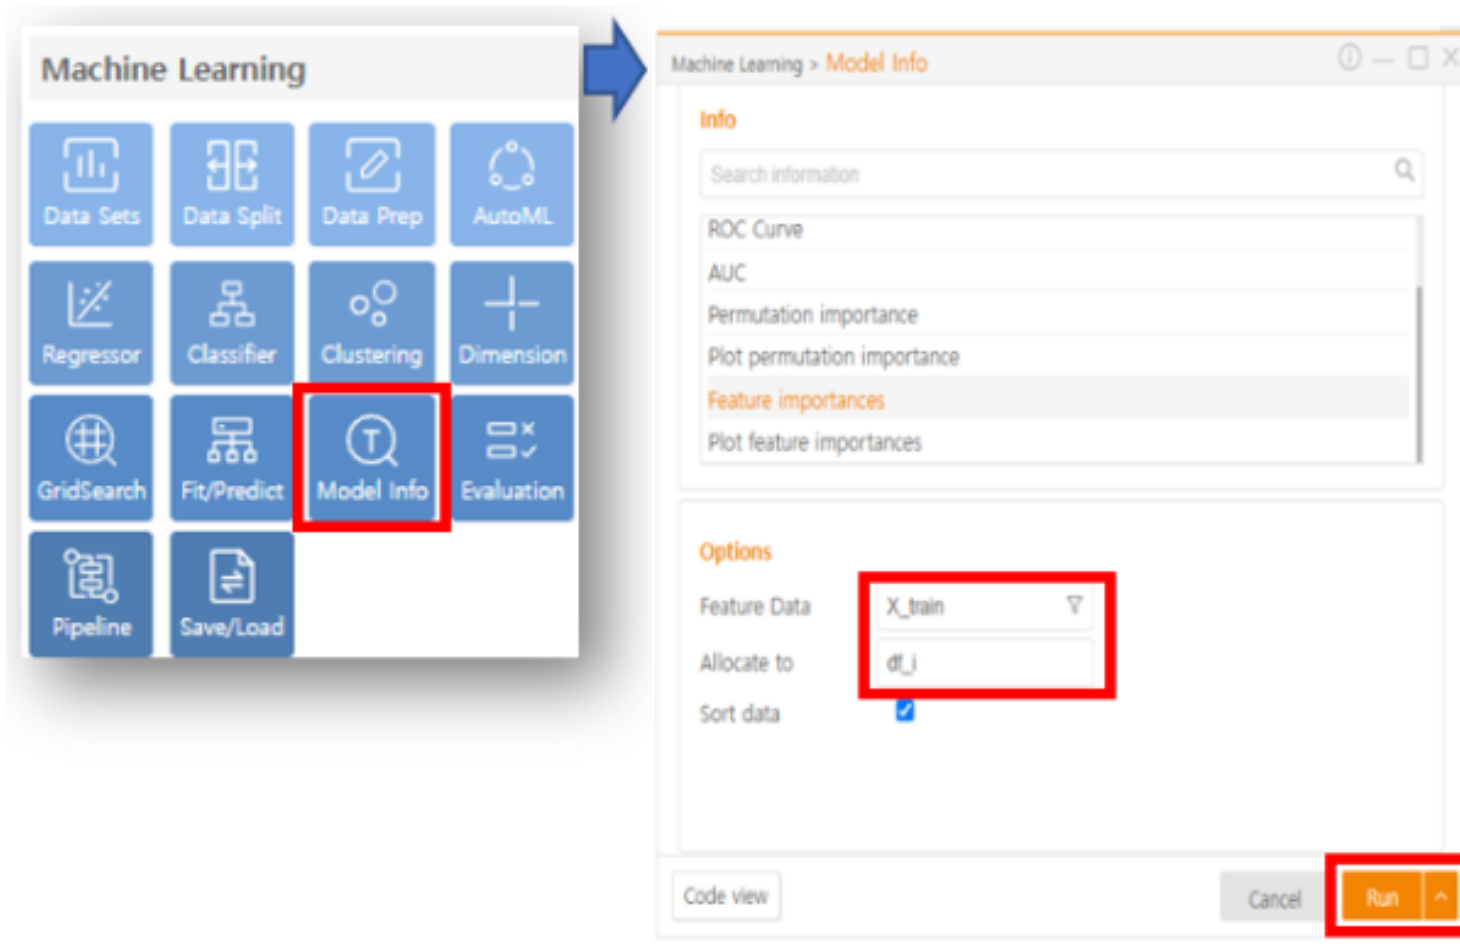 Machine Learning
Data Sets Data Split Data Prep AutoML
Regressor Classifier Clustering Dimension
GridSearch Fit/Predict Model Info Evaluation
Pipeline Save/Load
Machine Learning > Model Info
Info
Search information
ROC Curve
AUC
Permutation importance
Plot permutation importance
Feature importances
Plot feature importances
Options
Feature Data X_train
Allocate to df_i
Sort data
Code view Cancel Run